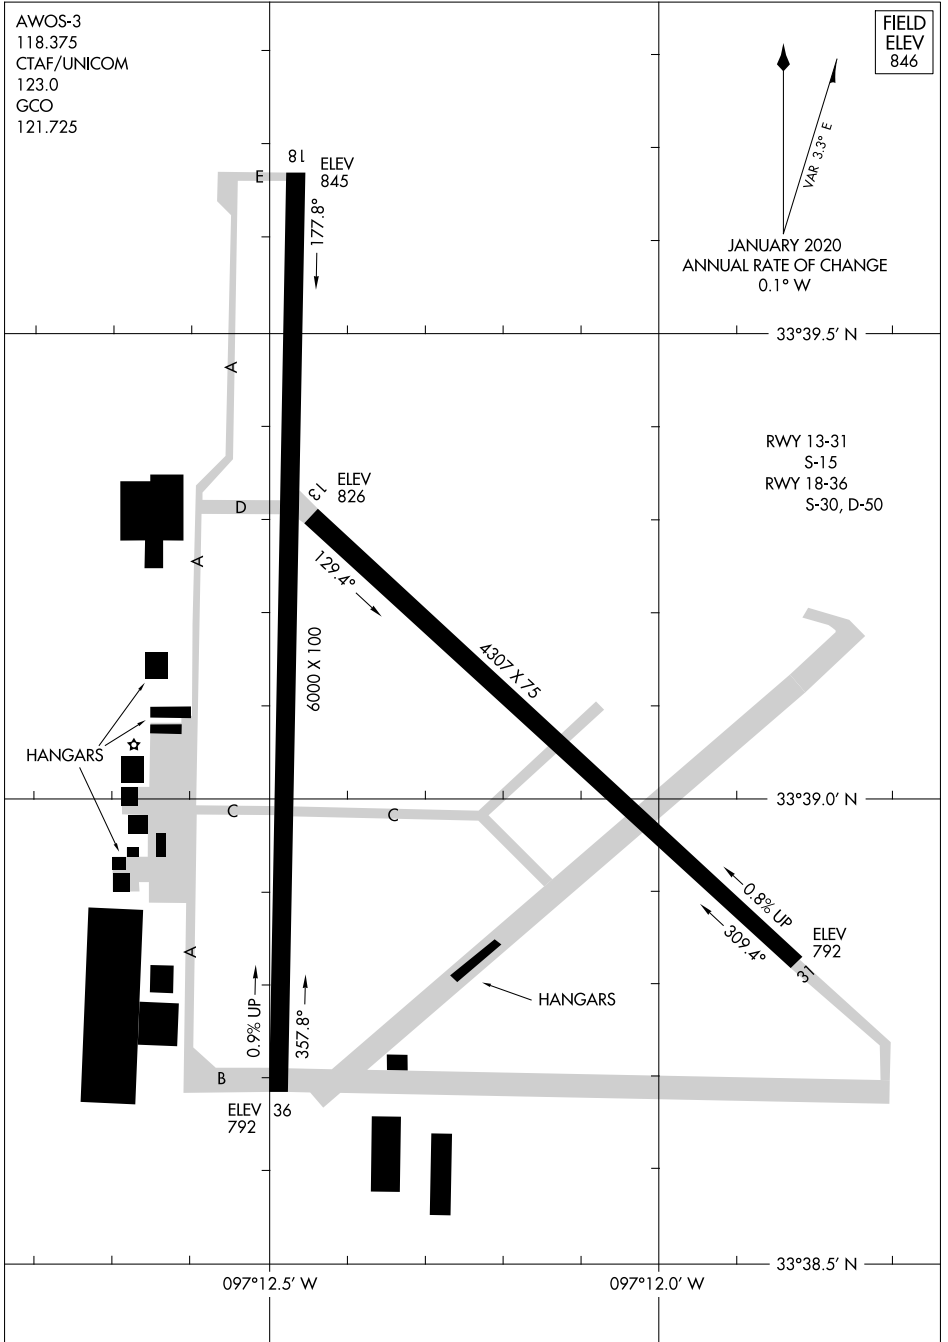 AWOS-3
118.375
CTAF/UNICOM
123.0
GCO
121.725
FIELD
ELEV
846
VAR 3.3° E
JANUARY 2020
ANNUAL RATE OF CHANGE
0.1° W
18
ELEV
845
E
177.8°
33°39.5' N
A
RWY 13-31
S-15
RWY 18-36
S-30, D-50
13
ELEV
826
D
A
129.4°
6000 X 100
4307 X 75
HANGARS
33°39.0' N
C
C
0.8% UP
309.4°
ELEV
792
31
A
HANGARS
0.9% UP
357.8°
B
ELEV
792
36
33°38.5' N
097°12.5' W
097°12.0' W